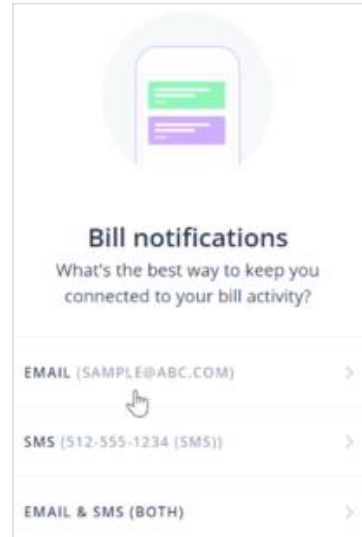 Bill notifications
What's the best way to keep you
connected to your bill activity?
EMAIL (SAMPLE@ABC.COM)
SMS (512-555-1234 (SMS))
EMAIL & SMS (BOTH)